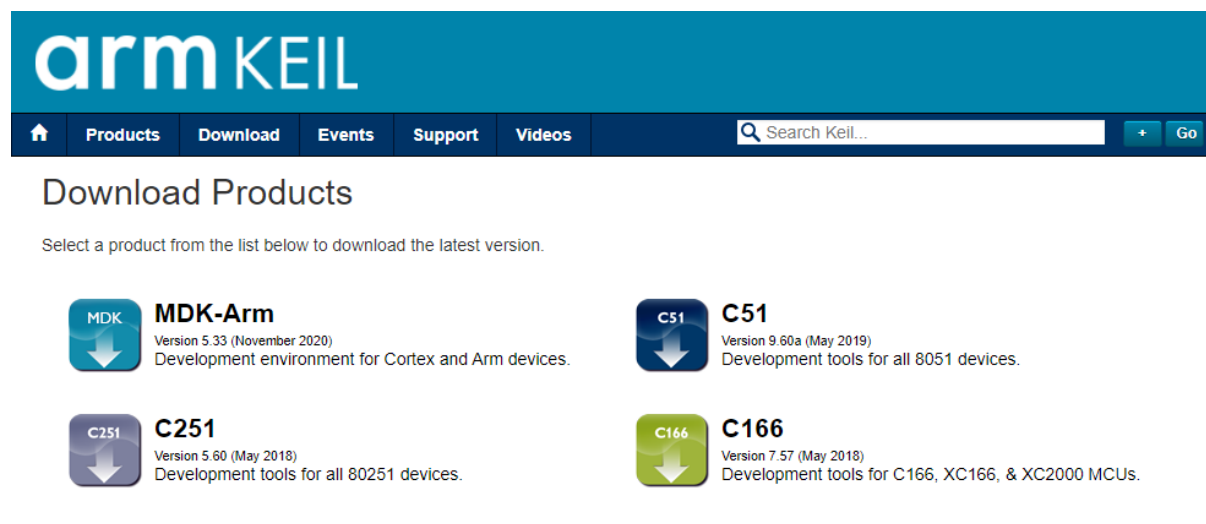 arm KEIL
Products Download Events Support Videos Search Keil... + Go
Download Products
Select a product from the list below to download the latest version.
MDK
MDK-Arm
Version 5.33 (November 2020)
Development environment for Cortex and Arm devices.
C51
C51
Version 9.60a (May 2019)
Development tools for all 8051 devices.
C251
C251
Version 5.60 (May 2018)
Development tools for all 80251 devices.
C166
C166
Version 7.57 (May 2018)
Development tools for C166, XC166, & XC2000 MCUs.